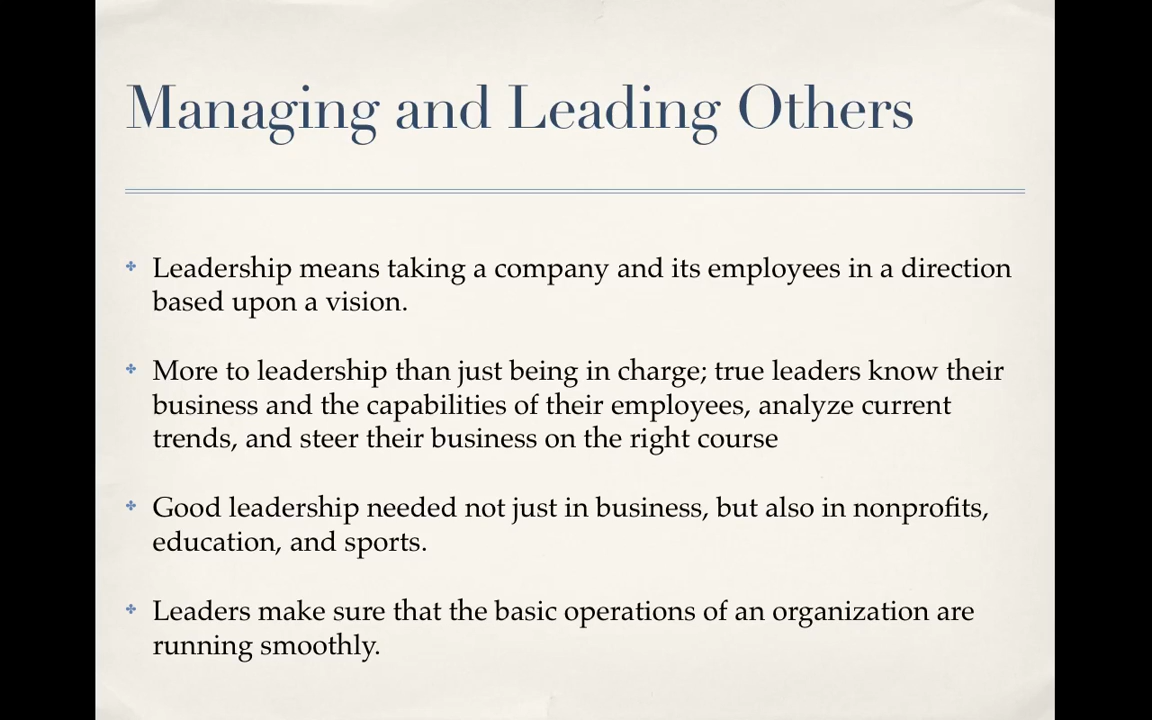 Managing and Leading Others
Leadership means taking a company and its employees in a direction
based upon a vision.
More to leadership than just being in charge; true leaders know their
business and the capabilities of their employees, analyze current
trends, and steer their business on the right course
Good leadership needed not just in business, but also in nonprofits,
education, and sports.
Leaders make sure that the basic operations of an organization are
running smoothly.